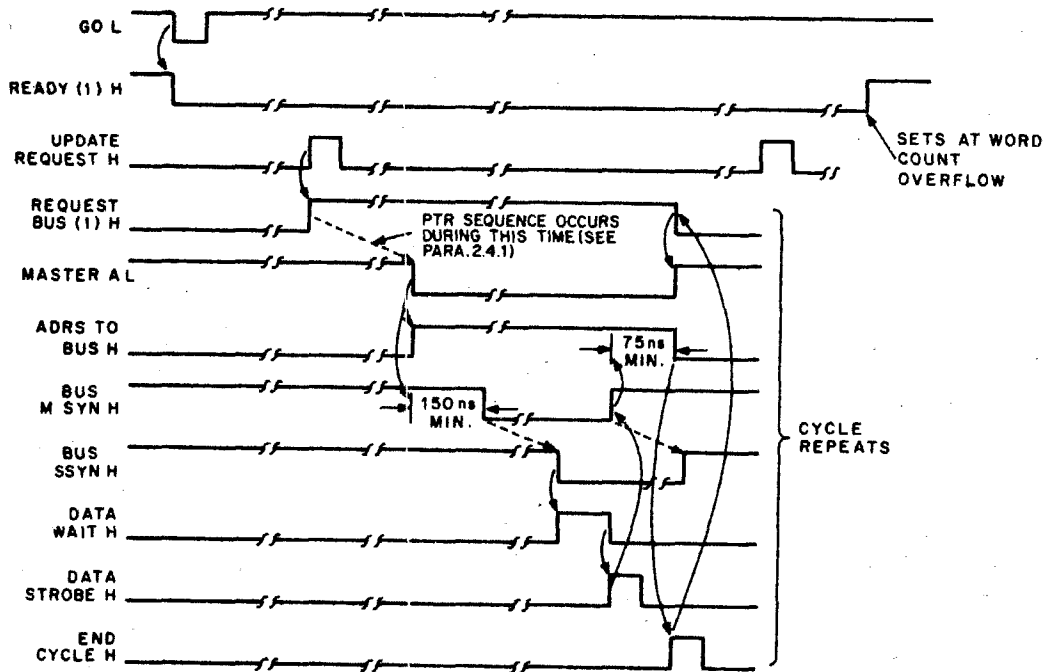 GO L
READY (1) H
SETS AT WORD
COUNT
OVERFLOW
UPDATE
REQUEST H
REQUEST
BUS (1) H
PTR SEQUENCE OCCURS
DURING THIS TIME (SEE
PARA. 2.4.1)
MASTER A L
ADRS TO
BUS H
75 ns
MIN.
BUS
M SYN H
150 ns
MIN.
CYCLE
REPEATS
BUS
SSYN H
DATA
WAIT H
DATA
STROBE H
END
CYCLE H